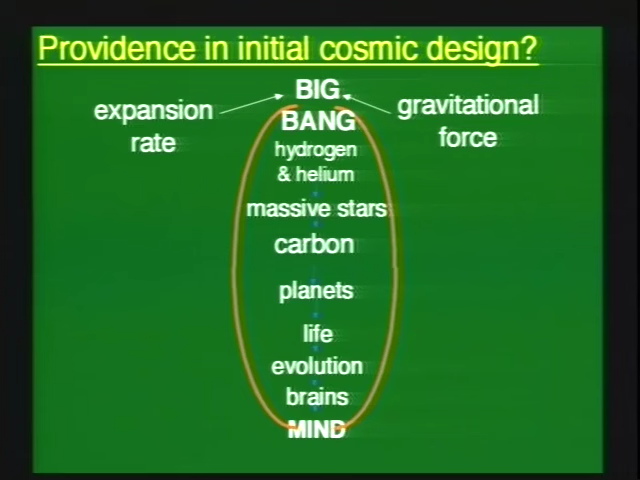 Providence in initial cosmic design?
BIG
BANG
expansion
rate
gravitational
force
hydrogen
& helium
massive stars
carbon
planets
life
evolution
brains
MIND